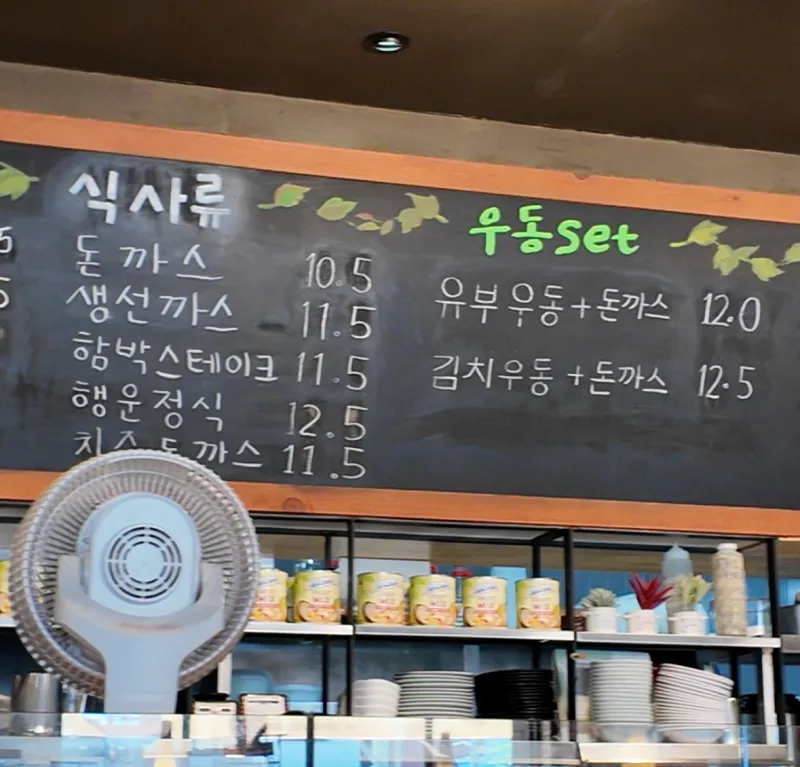 식사류
돈까스 10.5
생선까스 11.5
함박스테이크 11.5
행운정식 12.5
치즈돈까스 11.5
우동set
유부우동+돈까스 12.0
김치우동+돈까스 12.5